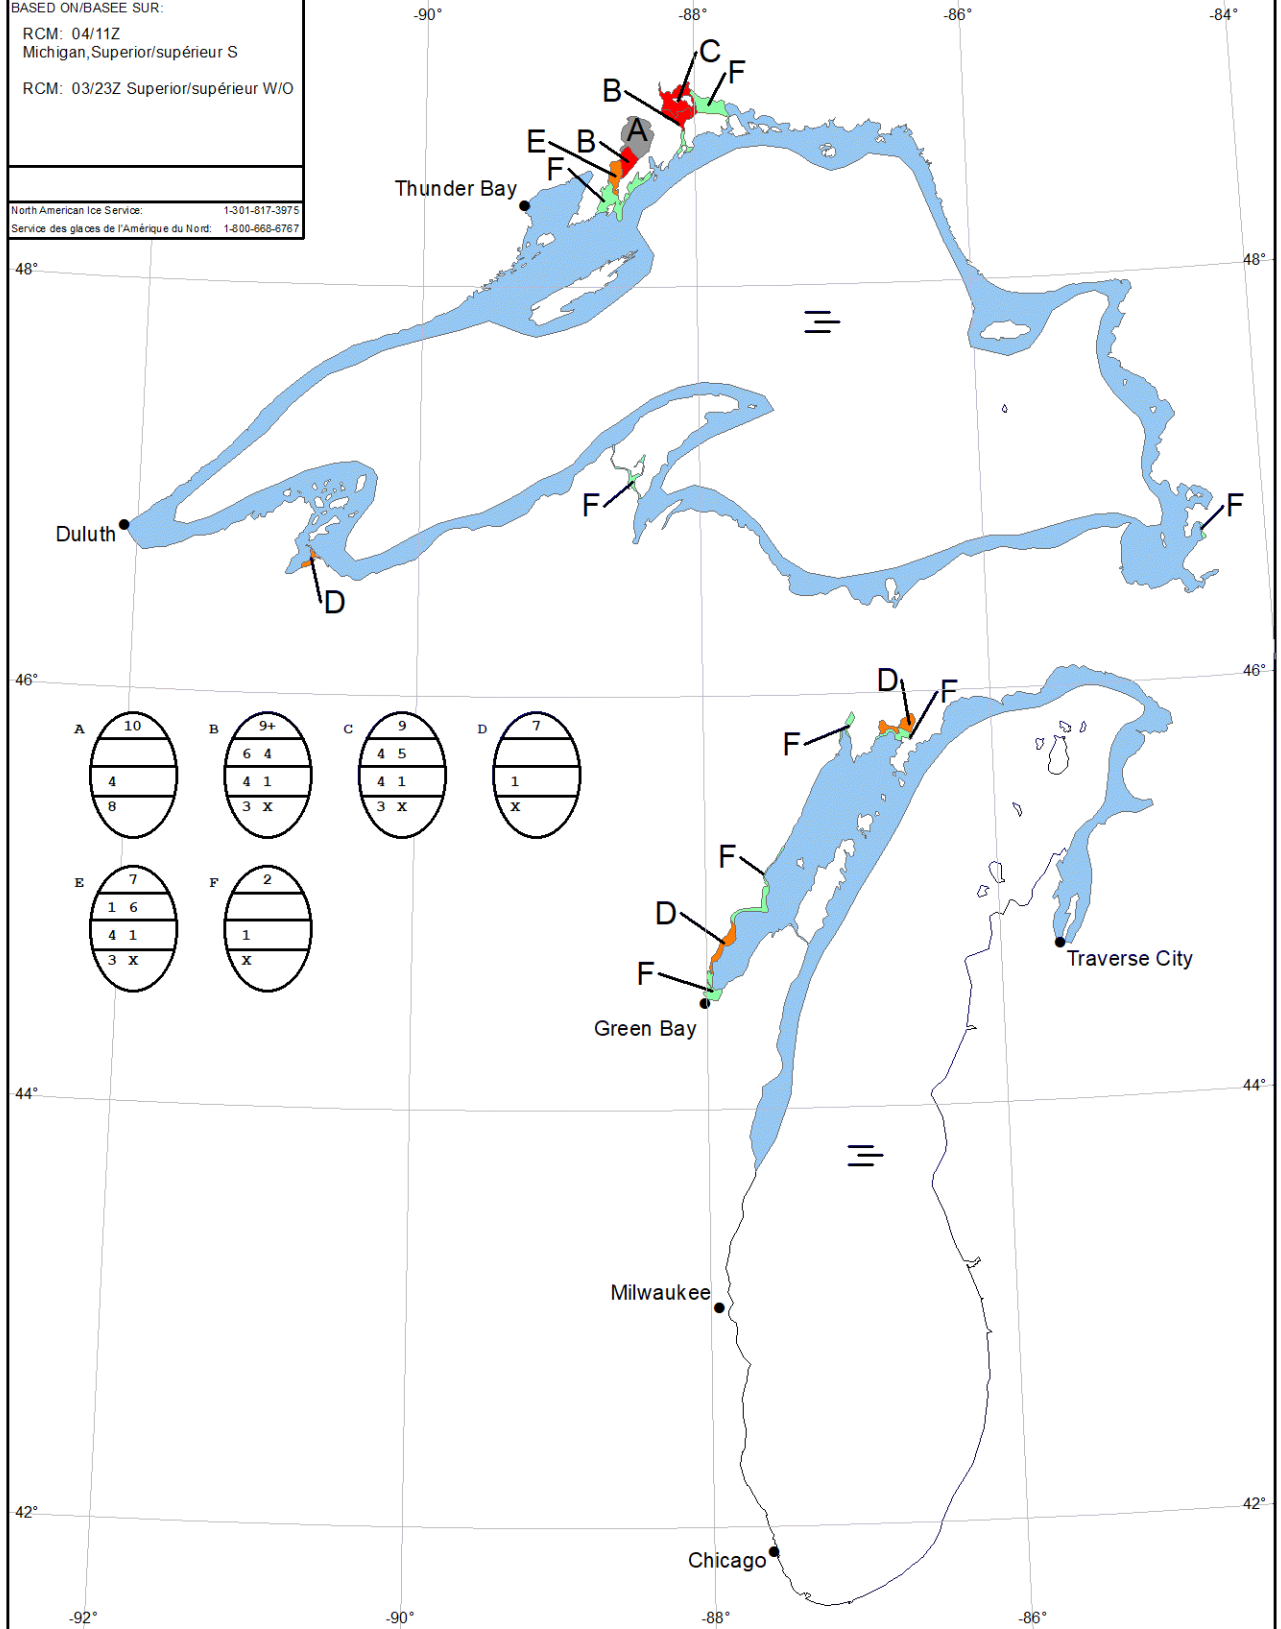 BASED ON/BASEE SUR:
RCM: 04/11Z
Michigan,Superior/supérieur S
RCM: 03/23Z Superior/supérieur W/O
North American Ice Service: 1-301-817-3975
Service des glaces de l'Amérique du Nord: 1-800-668-6767
-90° -88° -86° -84°
C
F
B
A
E B
F
Thunder Bay
48° 48°
F
F
Duluth
D
46° 46°
D F
F
A 10
4
8
B 9+
6 4
4 1
3 X
C 9
4 5
4 1
3 X
D 7
1
X
E 7
1 6
4 1
3 X
F 2
1
X
F
D
F
Traverse City
Green Bay
44° 44°
Milwaukee
42° 42°
Chicago
-92° -90° -88° -86°